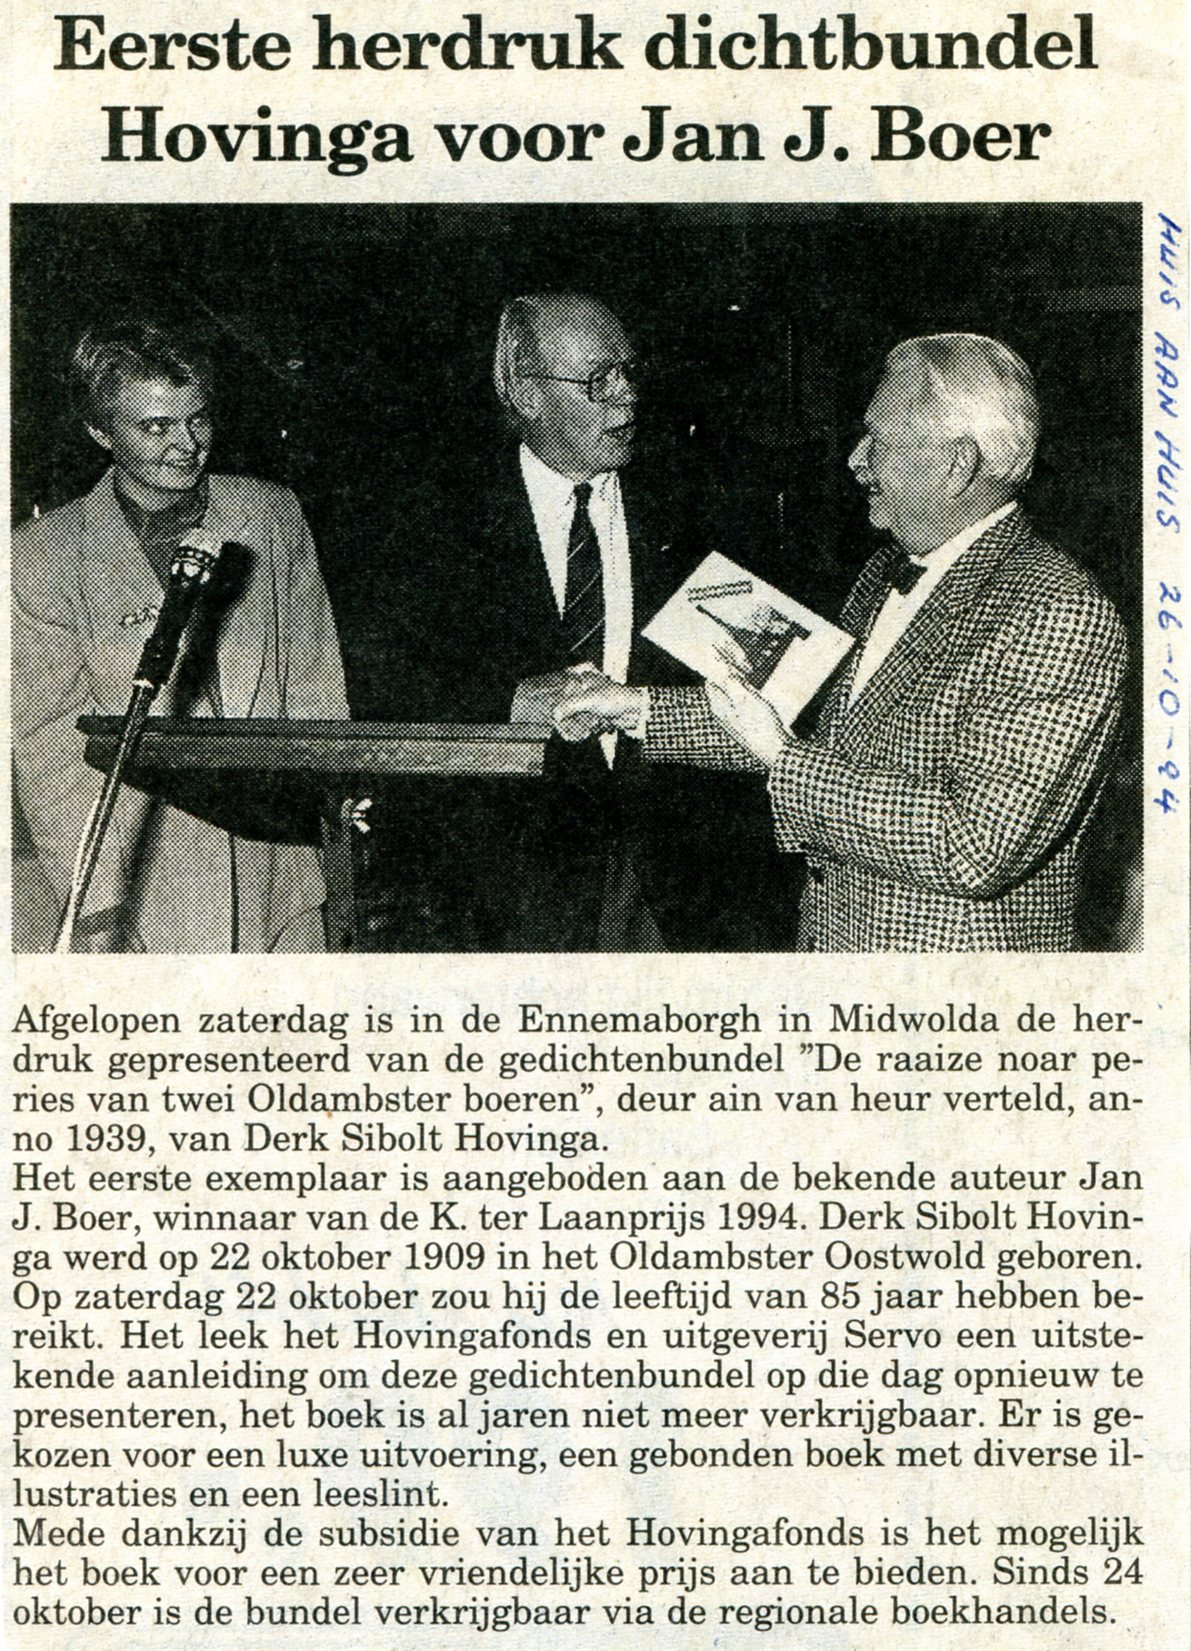 Eerste herdruk dichtbundel
Hovinga voor Jan J. Boer
HUIS AAN HUIS 26-10-94
Afgelopen zaterdag is in de Ennemaborgh in Midwolda de her-
druk gepresenteerd van de gedichtenbundel ”De raaize noar pe-
ries van twei Oldambster boeren”, deur ain van heur verteld, an-
no 1939, van Derk Sibolt Hovinga.
Het eerste exemplaar is aangeboden aan de bekende auteur Jan
J. Boer, winnaar van de K. ter Laanprijs 1994. Derk Sibolt Hovin-
ga werd op 22 oktober 1909 in het Oldambster Oostwold geboren.
Op zaterdag 22 oktober zou hij de leeftijd van 85 jaar hebben be-
reikt. Het leek het Hovingafonds en uitgeverij Servo een uitste-
kende aanleiding om deze gedichtenbundel op die dag opnieuw te
presenteren, het boek is al jaren niet meer verkrijgbaar. Er is ge-
kozen voor een luxe uitvoering, een gebonden boek met diverse il-
lustraties en een leeslint.
Mede dankzij de subsidie van het Hovingafonds is het mogelijk
het boek voor een zeer vriendelijke prijs aan te bieden. Sinds 24
oktober is de bundel verkrijgbaar via de regionale boekhandels.